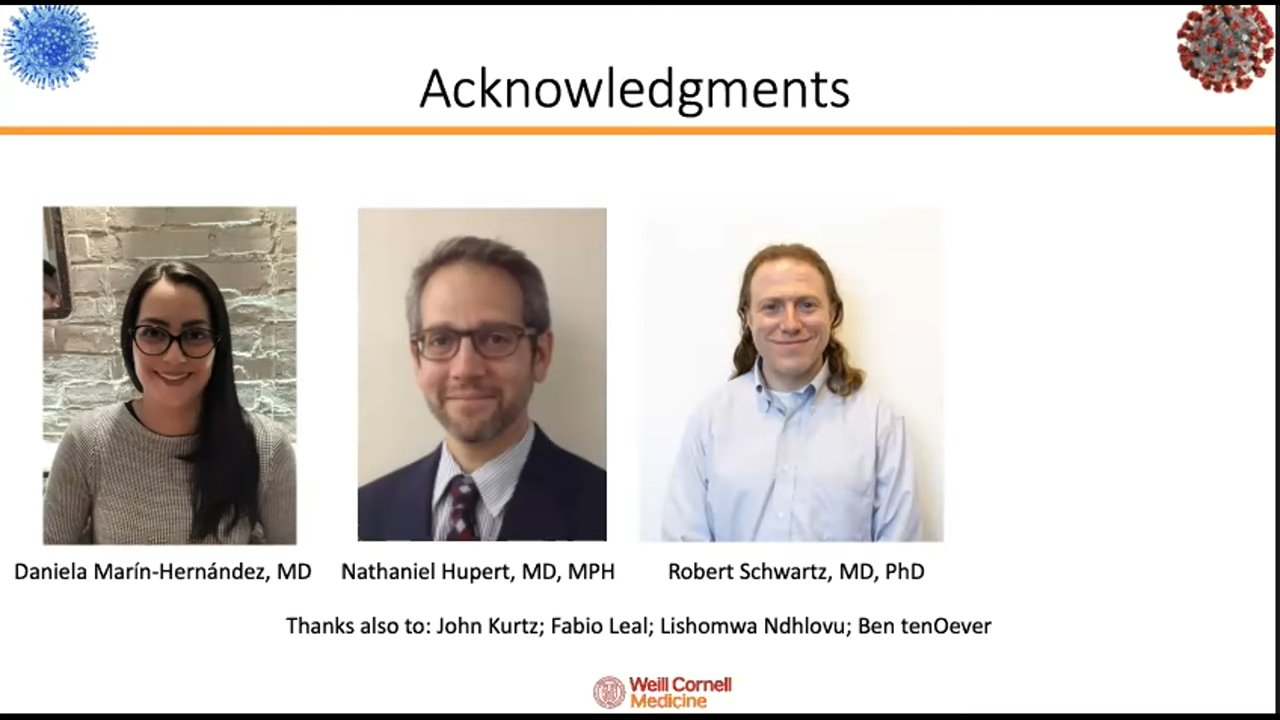 Acknowledgments
Daniela Marín-Hernández, MD
Nathaniel Hupert, MD, MPH
Robert Schwartz, MD, PhD
Thanks also to: John Kurtz; Fabio Leal; Lishomwa Ndhlovu; Ben tenOever
Weill Cornell
Medicine